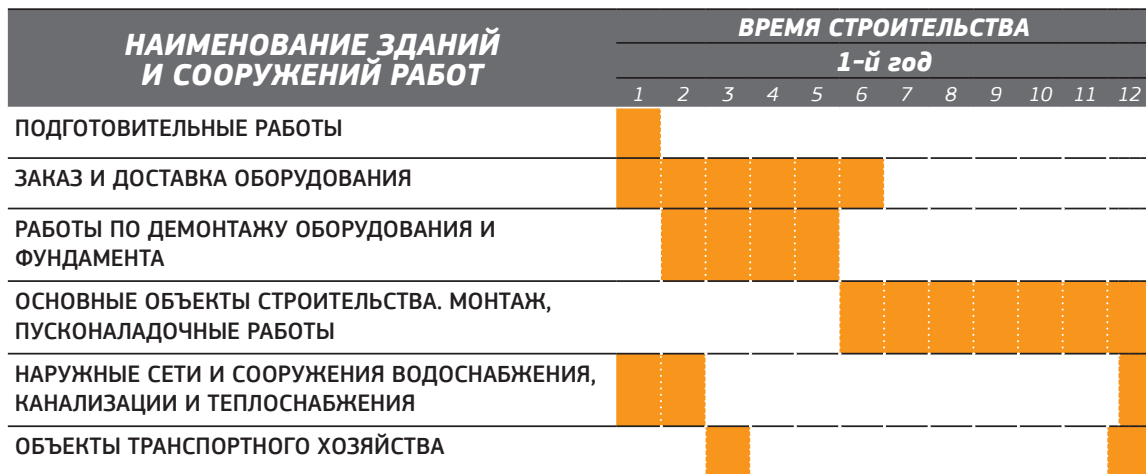 НАИМЕНОВАНИЕ ЗДАНИЙ
И СООРУЖЕНИЙ РАБОТ
ВРЕМЯ СТРОИТЕЛЬСТВА
1-й год
1 2 3 4 5 6 7 8 9 10 11 12
ПОДГОТОВИТЕЛЬНЫЕ РАБОТЫ
ЗАКАЗ И ДОСТАВКА ОБОРУДОВАНИЯ
РАБОТЫ ПО ДЕМОНТАЖУ ОБОРУДОВАНИЯ И
ФУНДАМЕНТА
ОСНОВНЫЕ ОБЪЕКТЫ СТРОИТЕЛЬСТВА. МОНТАЖ,
ПУСКОНАЛАДОЧНЫЕ РАБОТЫ
НАРУЖНЫЕ СЕТИ И СООРУЖЕНИЯ ВОДОСНАБЖЕНИЯ,
КАНАЛИЗАЦИИ И ТЕПЛОСНАБЖЕНИЯ
ОБЪЕКТЫ ТРАНСПОРТНОГО ХОЗЯЙСТВА